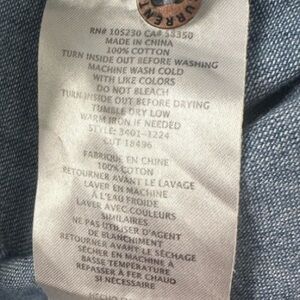 CURRENT
RN# 105230 CA# 38350
MADE IN CHINA
100% COTTON
TURN INSIDE OUT BEFORE WASHING
MACHINE WASH COLD
WITH LIKE COLORS
DO NOT BLEACH
TURN INSIDE OUT BEFORE DRYING
TUMBLE DRY LOW
WARM IRON IF NEEDED
STYLE: 3401-1224
CUT 18496
FABRIQUE EN CHINE
100% COTON
RETOURNER AVANT LE LAVAGE
LAVER EN MACHINE
A L'EAU FROIDE
LAVER AVEC COULEURS
SIMILAIRES
NE PAS UTILISER D'AGENT
DE BLANCHIMENT
RETOURNER AVANT LE SÉCHAGE
SÉCHER EN MACHINE À
BASSE TEMPÉRATURE
REPASSER À FER CHAUD
SI NÉCESSAIRE